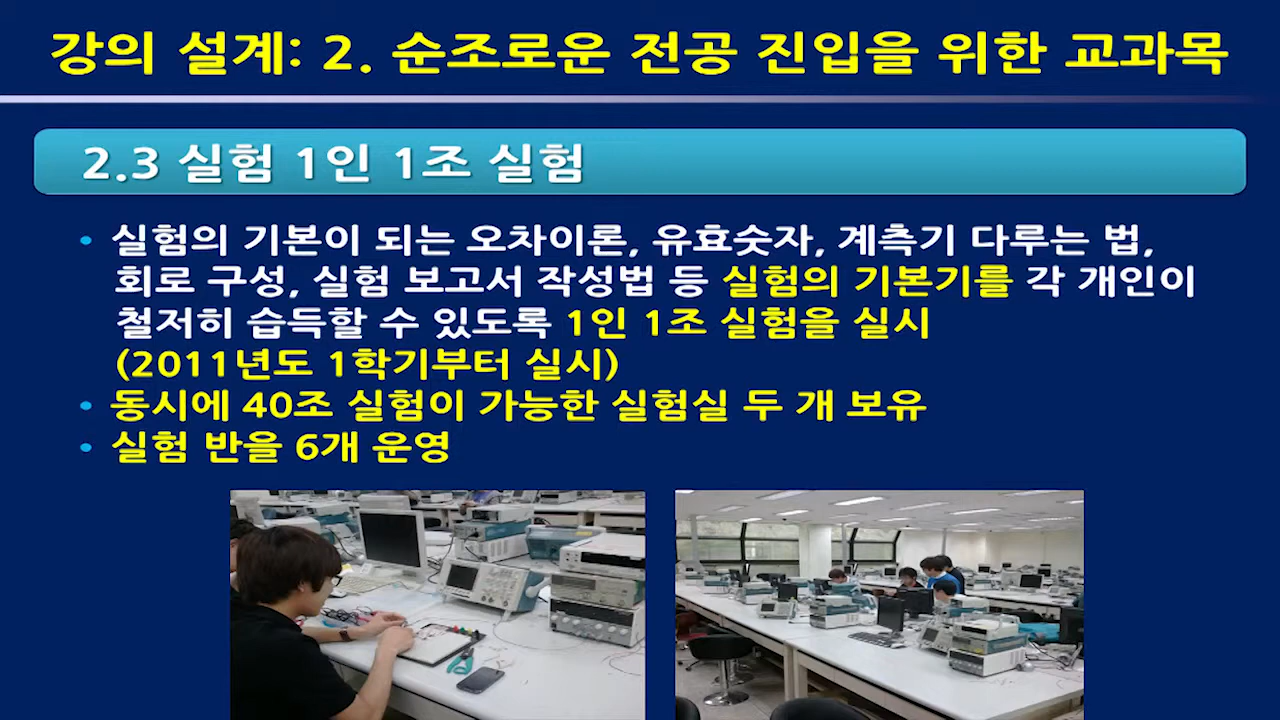 강의 설계: 2. 순조로운 전공 진입을 위한 교과목
2.3 실험 1인 1조 실험
• 실험의 기본이 되는 오차이론, 유효숫자, 계측기 다루는 법,
회로 구성, 실험 보고서 작성법 등 실험의 기본기를 각 개인이
철저히 습득할 수 있도록 1인 1조 실험을 실시
(2011년도 1학기부터 실시)
• 동시에 40조 실험이 가능한 실험실 두 개 보유
• 실험 반을 6개 운영